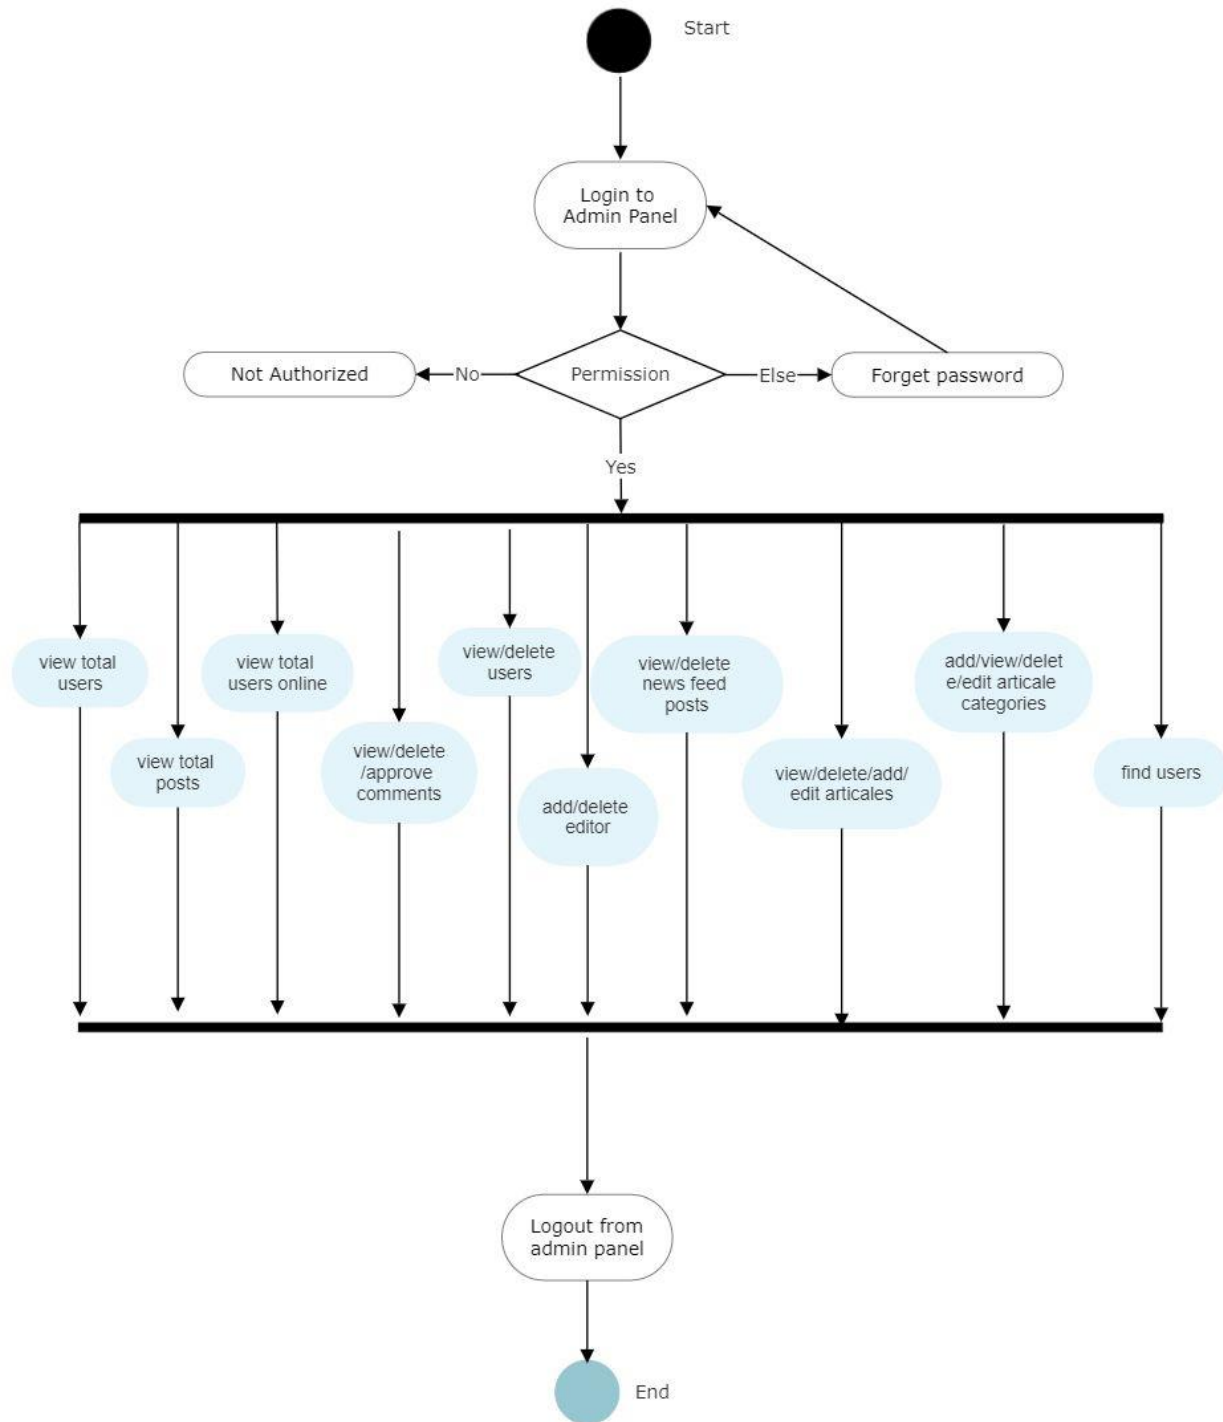 Start
Login to
Admin Panel
Not Authorized
No
Permission
Else
Forget password
Yes
view total
users
view total
posts
view total
users online
view/delete
/approve
comments
view/delete
users
add/delete
editor
view/delete
news feed
posts
view/delete/add/
edit articales
add/view/delet
e/edit articale
categories
find users
Logout from
admin panel
End